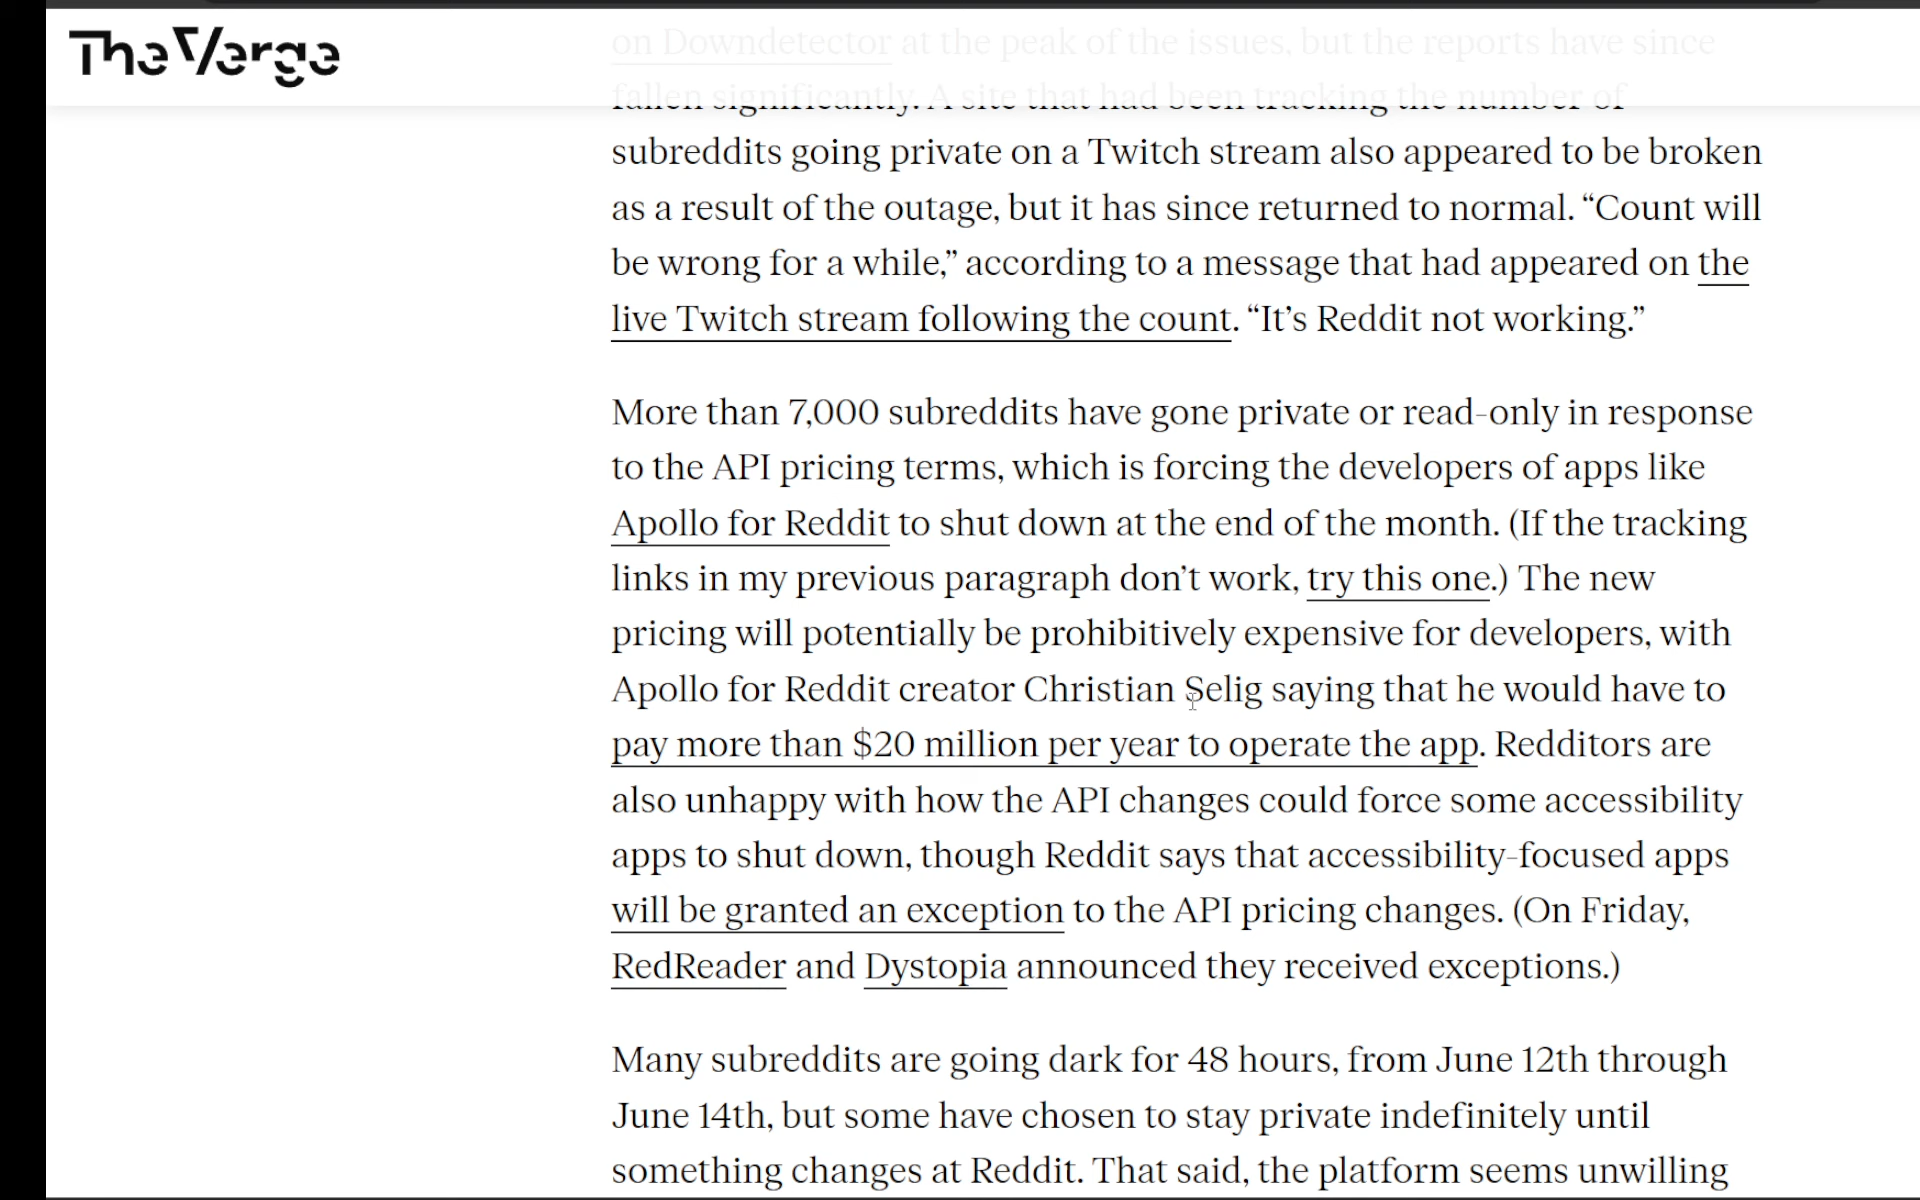 The Verge
on Downdetector at the peak of the issues, but the reports have since
fallen significantly. A site that had been tracking the number of
subreddits going private on a Twitch stream also appeared to be broken
as a result of the outage, but it has since returned to normal. “Count will
be wrong for a while,” according to a message that had appeared on the
live Twitch stream following the count. “It’s Reddit not working.”
More than 7,000 subreddits have gone private or read-only in response
to the API pricing terms, which is forcing the developers of apps like
Apollo for Reddit to shut down at the end of the month. (If the tracking
links in my previous paragraph don’t work, try this one.) The new
pricing will potentially be prohibitively expensive for developers, with
Apollo for Reddit creator Christian Selig saying that he would have to
pay more than $20 million per year to operate the app. Redditors are
also unhappy with how the API changes could force some accessibility
apps to shut down, though Reddit says that accessibility-focused apps
will be granted an exception to the API pricing changes. (On Friday,
RedReader and Dystopia announced they received exceptions.)
Many subreddits are going dark for 48 hours, from June 12th through
June 14th, but some have chosen to stay private indefinitely until
something changes at Reddit. That said, the platform seems unwilling